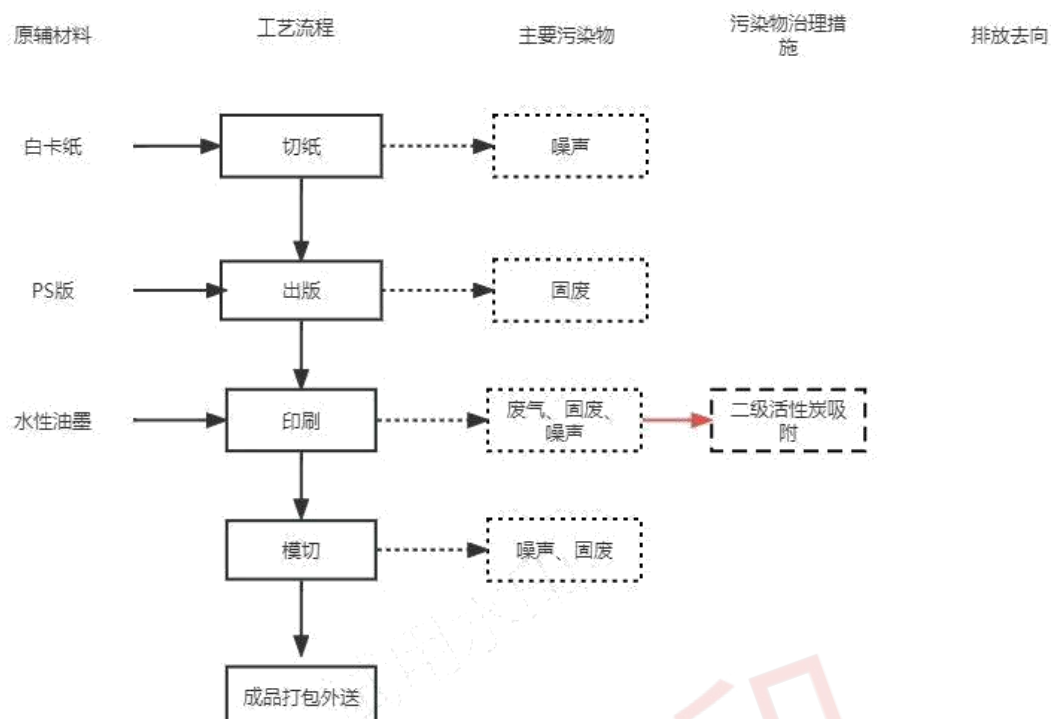 原辅材料
工艺流程
主要污染物
污染物治理措
施
排放去向
白卡纸
切纸
噪声
PS版
出版
固废
水性油墨
印刷
废气、固废、
噪声
二级活性炭吸
附
模切
噪声、固废
成品打包外送